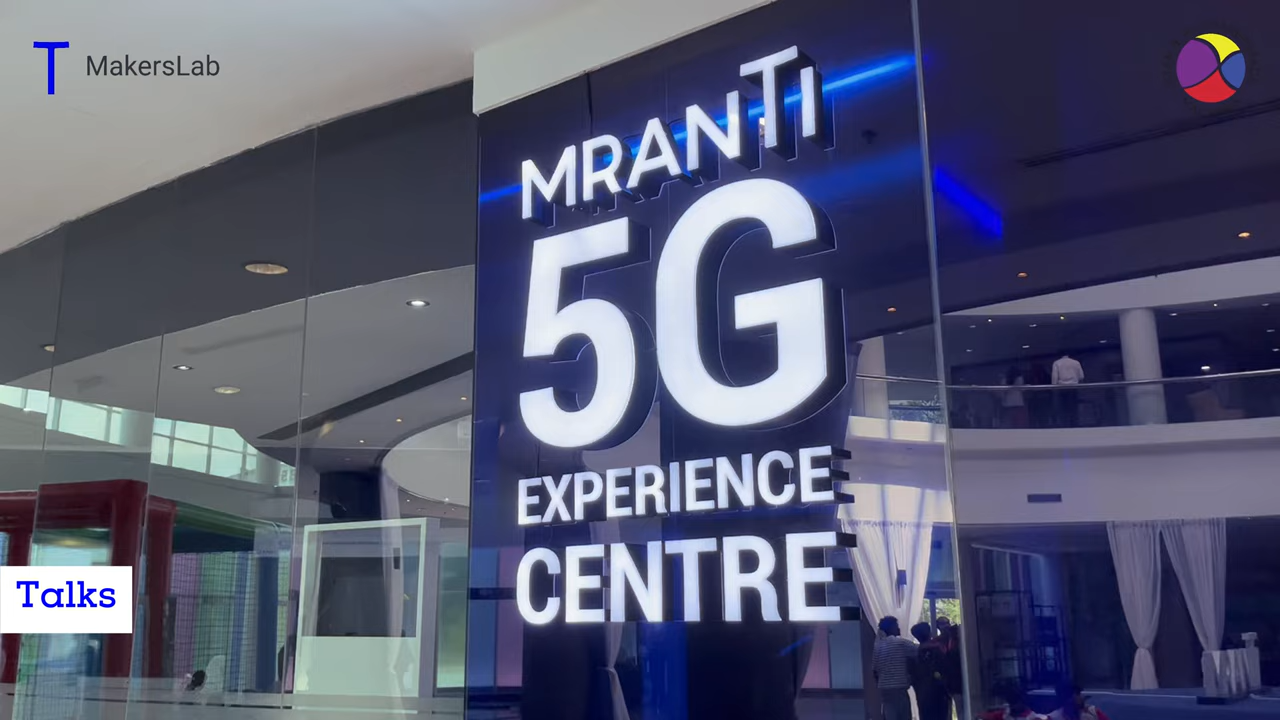 T MakersLab
MRANTI
5G
EXPERIENCE
CENTRE
Talks